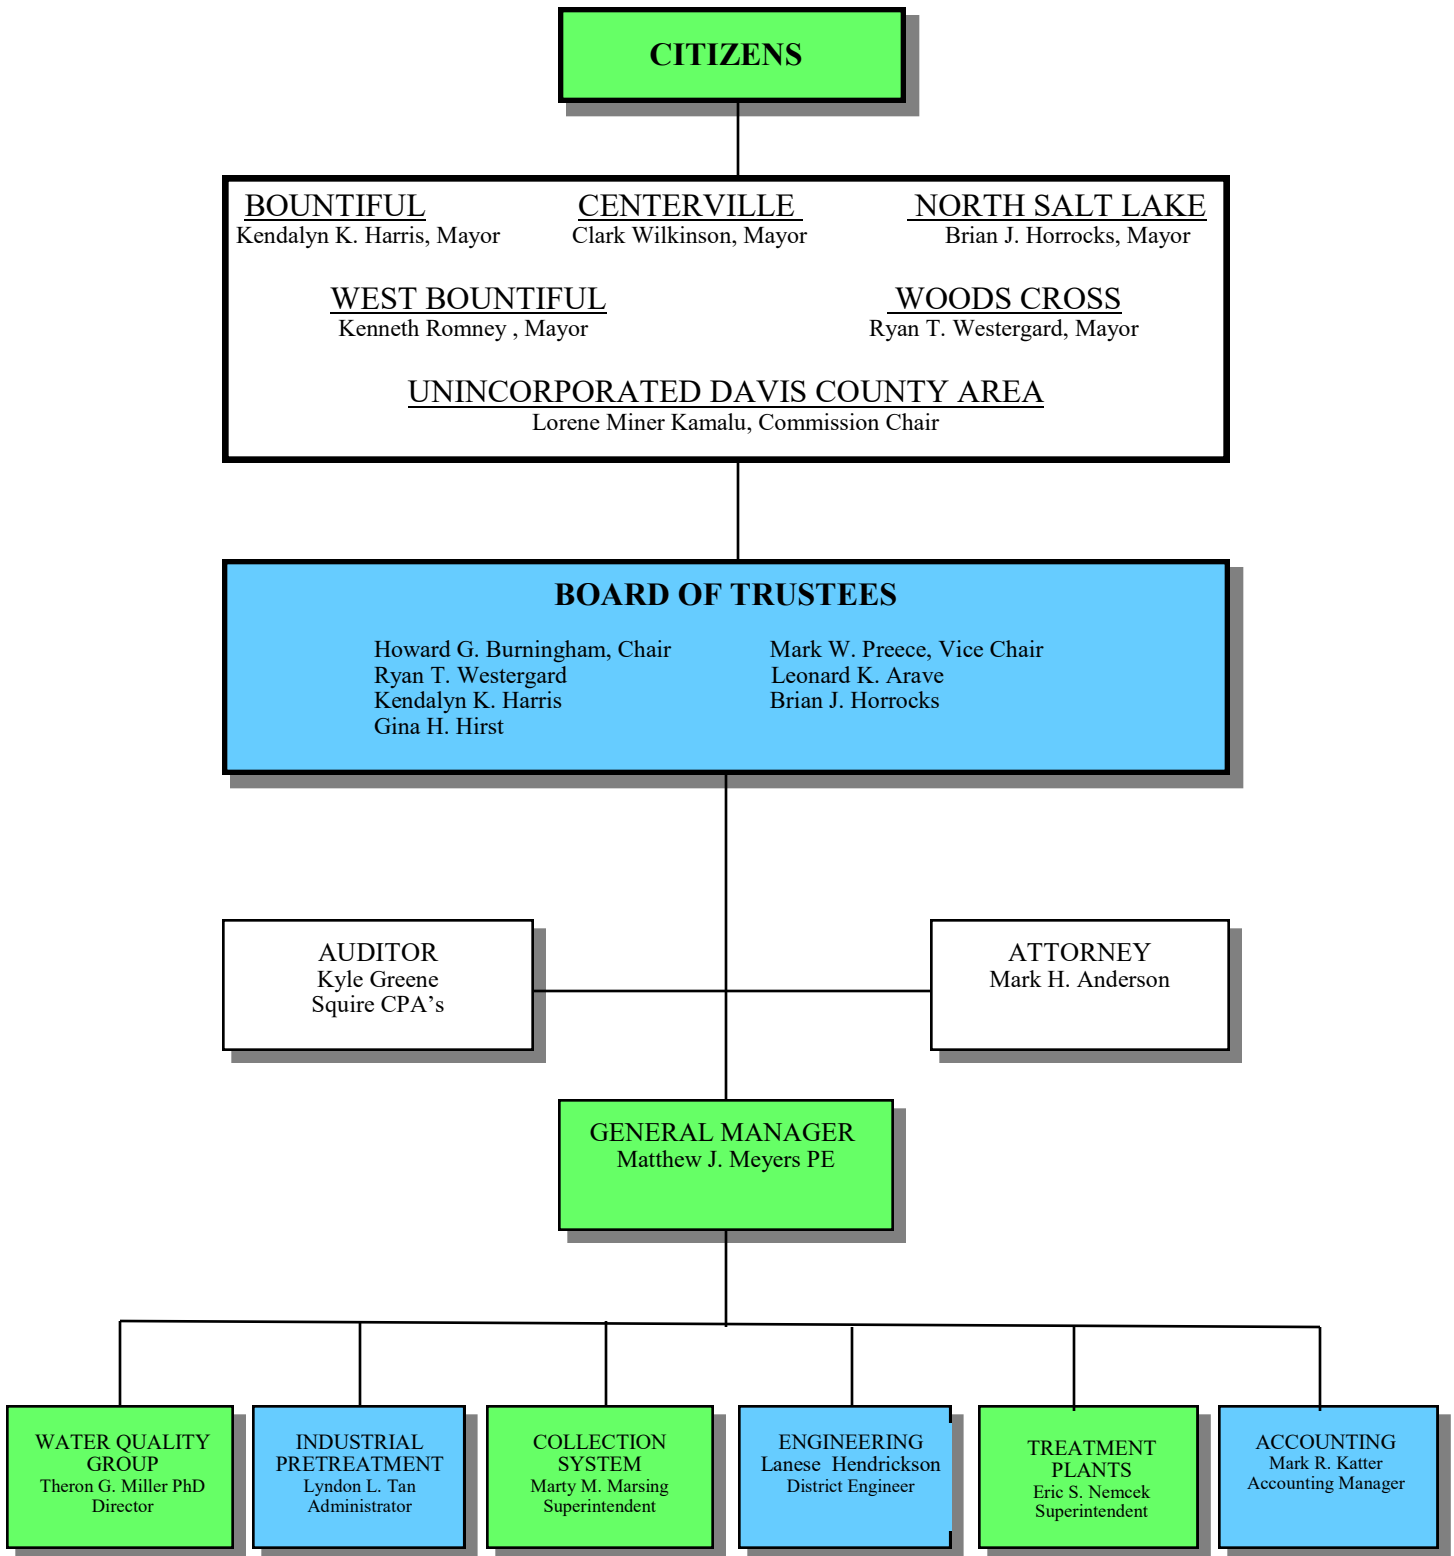 CITIZENS
BOUNTIFUL
Kendalyn K. Harris, Mayor
CENTERVILLE
Clark Wilkinson, Mayor
NORTH SALT LAKE
Brian J. Horrocks, Mayor
WEST BOUNTIFUL
Kenneth Romney , Mayor
WOODS CROSS
Ryan T. Westergard, Mayor
UNINCORPORATED DAVIS COUNTY AREA
Lorene Miner Kamalu, Commission Chair
BOARD OF TRUSTEES
Howard G. Burningham, Chair
Ryan T. Westergard
Kendalyn K. Harris
Gina H. Hirst
Mark W. Preece, Vice Chair
Leonard K. Arave
Brian J. Horrocks
AUDITOR
Kyle Greene
Squire CPA’s
ATTORNEY
Mark H. Anderson
GENERAL MANAGER
Matthew J. Meyers PE
WATER QUALITY
GROUP
Theron G. Miller PhD
Director
INDUSTRIAL
PRETREATMENT
Lyndon L. Tan
Administrator
COLLECTION
SYSTEM
Marty M. Marsing
Superintendent
ENGINEERING
Lanese Hendrickson
District Engineer
TREATMENT
PLANTS
Eric S. Nemcek
Superintendent
ACCOUNTING
Mark R. Katter
Accounting Manager